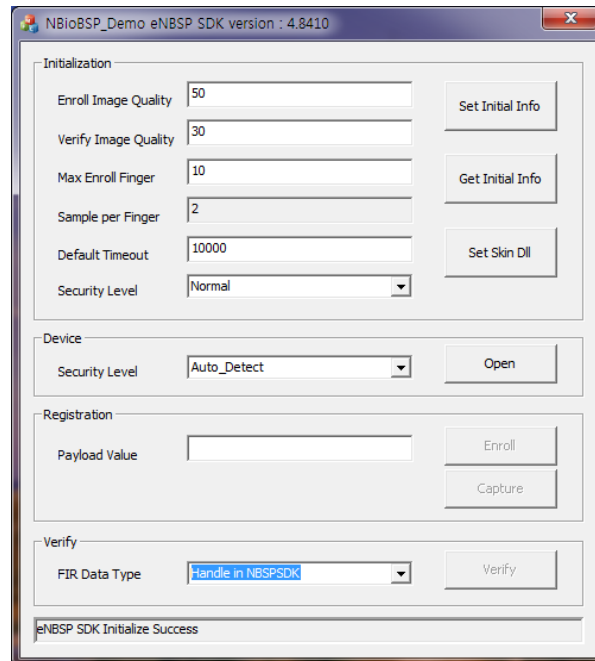 NBioBSP_Demo eNBSP SDK version : 4.8410
Initialization
Enroll Image Quality 50 Set Initial Info
Verify Image Quality 30
Max Enroll Finger 10 Get Initial Info
Sample per Finger 2
Default Timeout 10000 Set Skin Dll
Security Level Normal
Device
Security Level Auto_Detect Open
Registration
Payload Value Enroll
Capture
Verify
FIR Data Type Handle in NBSPSDK Verify
eNBSP SDK Initialize Success